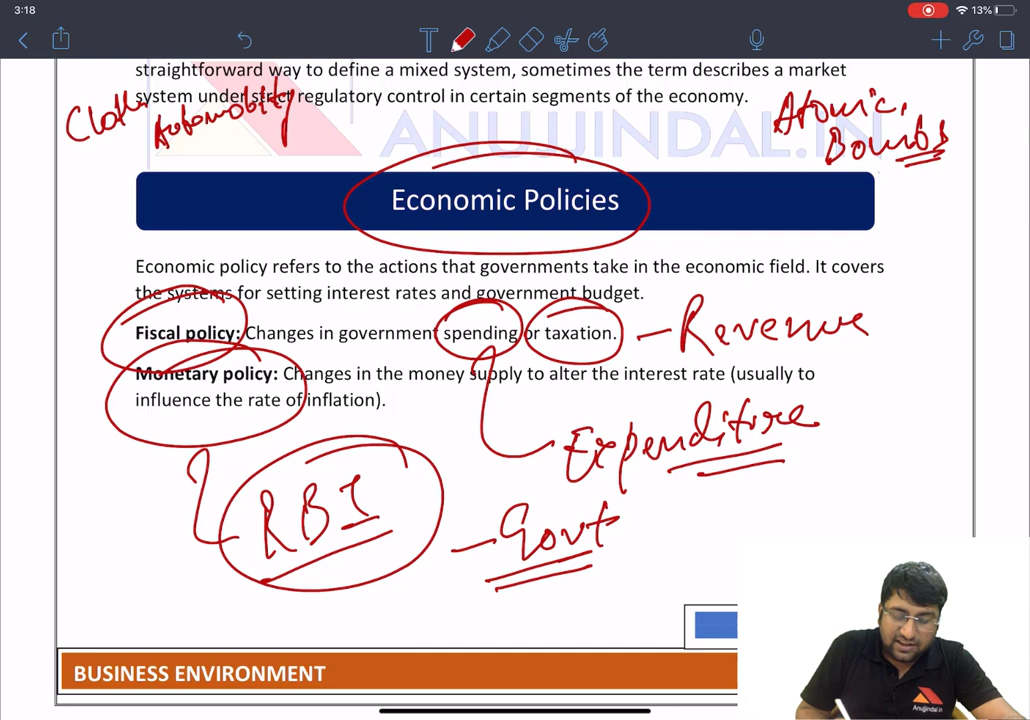 3:18
13%
T
straightforward way to define a mixed system, sometimes the term describes a market
system under strict regulatory control in certain segments of the economy.
Cloth Automobity
Atomic
Bombs
ANUJJINDAL.IN
Economic Policies
Economic policy refers to the actions that governments take in the economic field. It covers
the systems for setting interest rates and government budget.
Fiscal policy: Changes in government spending or taxation. - Revenue
Monetary policy: Changes in the money supply to alter the interest rate (usually to
influence the rate of inflation).
Expenditure
RBI
- Govt
Anujjindal.in
BUSINESS ENVIRONMENT